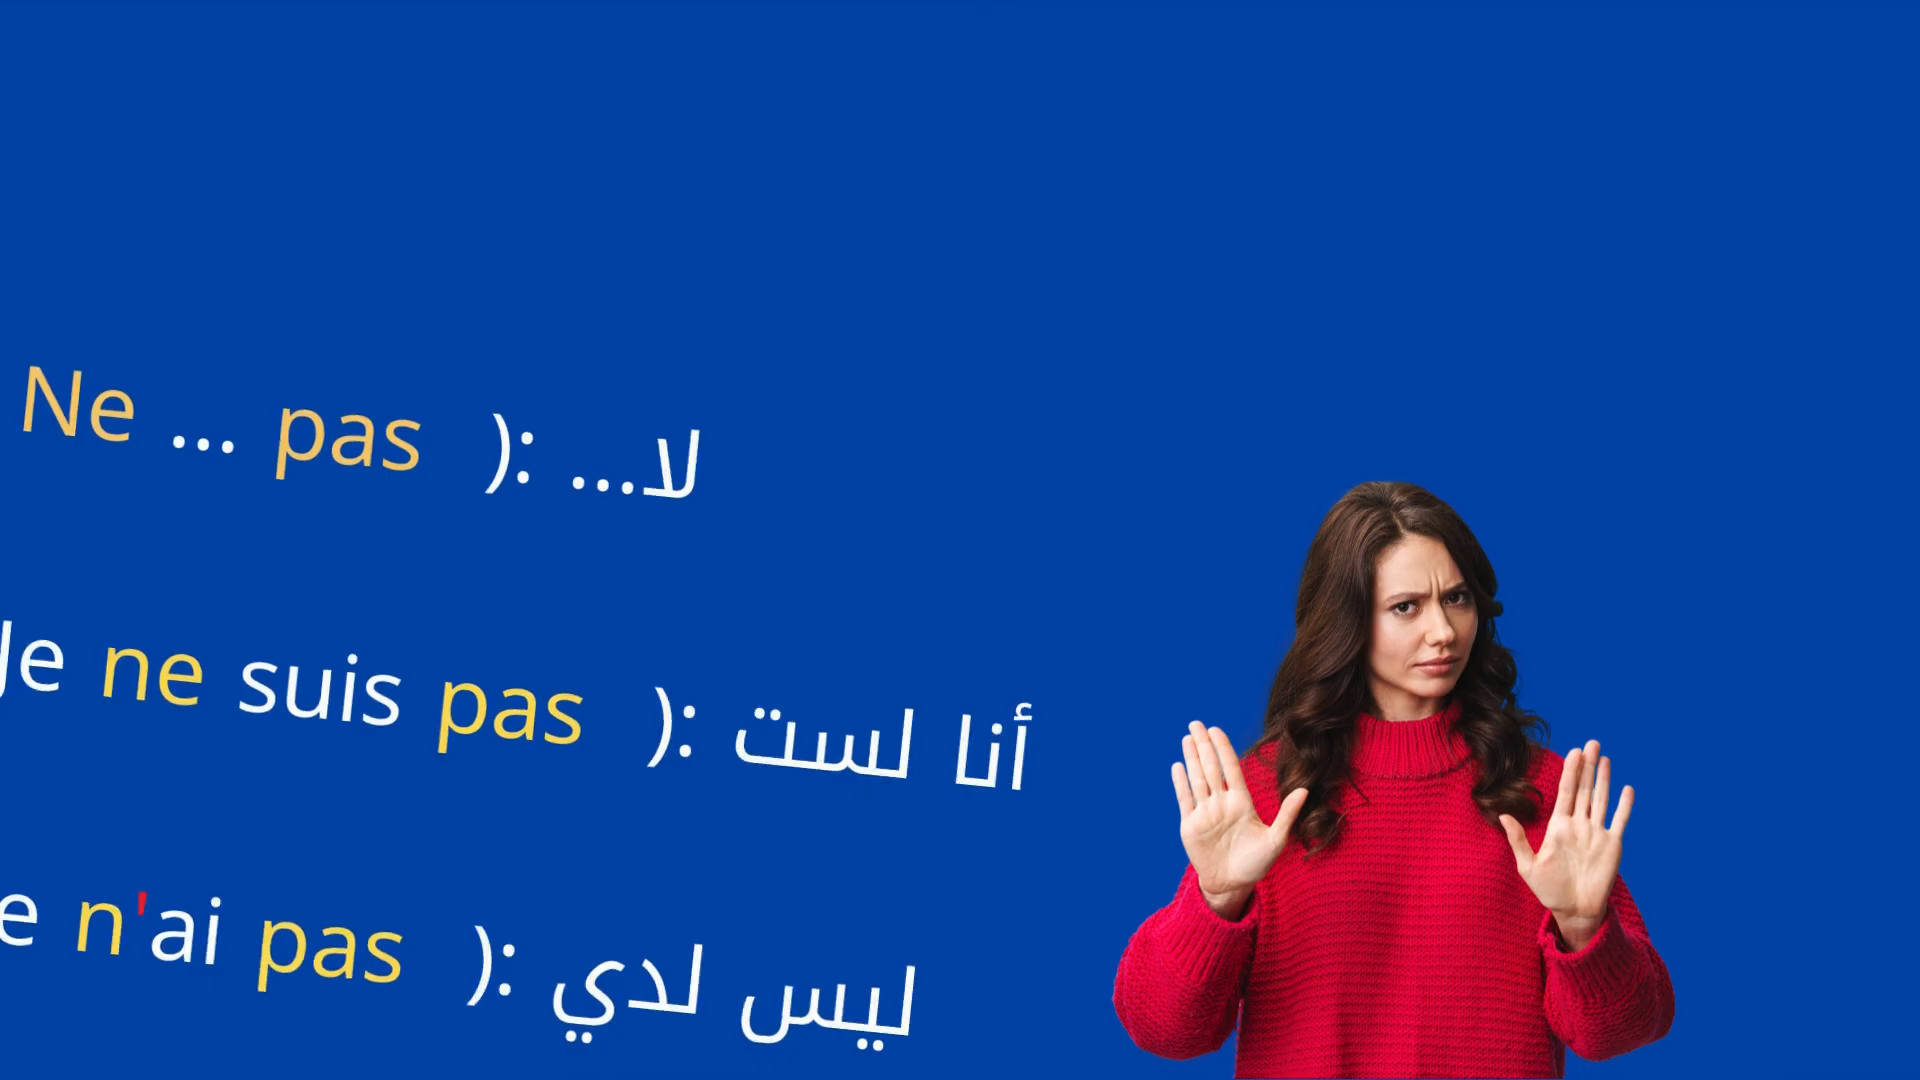 Ne ... pas ): ...لا
Je ne suis pas ): أنا لست
e n'ai pas ): ليس لدي